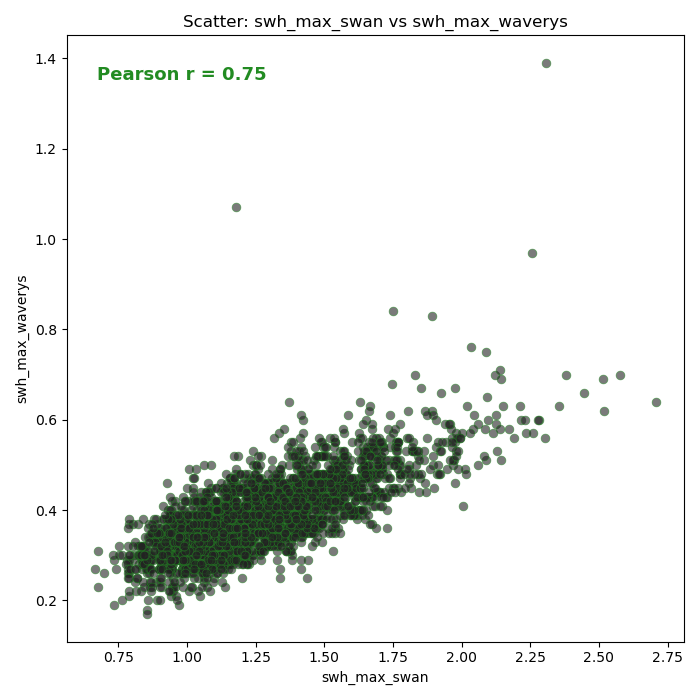 Scatter: swh_max_swan vs swh_max_waverys
Pearson r = 0.75
swh_max_waverys
1.4
1.2
1.0
0.8
0.6
0.4
0.2
0.75 1.00 1.25 1.50 1.75 2.00 2.25 2.50 2.75
swh_max_swan